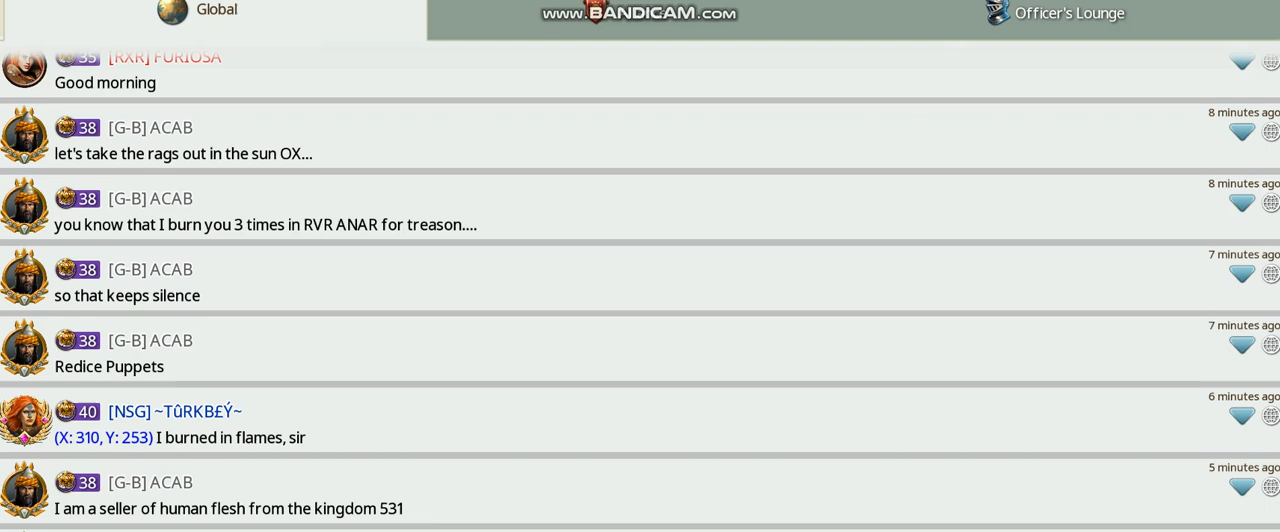 Global
www.BANDICAM.com
Officer's Lounge
35 [RXR] FURIOSA
Good morning
8 minutes ago
38 [G-B] ACAB
let's take the rags out in the sun OX...
8 minutes ago
38 [G-B] ACAB
you know that I burn you 3 times in RVR ANAR for treason....
7 minutes ago
38 [G-B] ACAB
so that keeps silence
7 minutes ago
38 [G-B] ACAB
Redice Puppets
6 minutes ago
40 [NSG] ~TûRKB£Ý~
(X: 310, Y: 253) I burned in flames, sir
5 minutes ago
38 [G-B] ACAB
I am a seller of human flesh from the kingdom 531